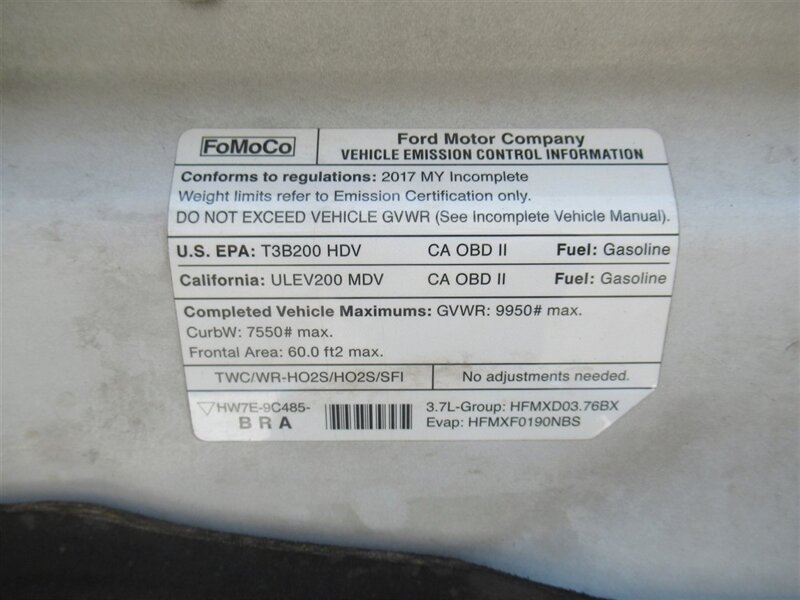 FoMoCo
Ford Motor Company
VEHICLE EMISSION CONTROL INFORMATION
Conforms to regulations: 2017 MY Incomplete
Weight limits refer to Emission Certification only.
DO NOT EXCEED VEHICLE GVWR (See Incomplete Vehicle Manual).
U.S. EPA: T3B200 HDV CA OBD II Fuel: Gasoline
California: ULEV200 MDV CA OBD II Fuel: Gasoline
Completed Vehicle Maximums: GVWR: 9950# max.
CurbW: 7550# max.
Frontal Area: 60.0 ft2 max.
TWC/WR-HO2S/HO2S/SFI No adjustments needed.
HW7E-9C485-
B R A
3.7L-Group: HFMXD03.76BX
Evap: HFMXF0190NBS